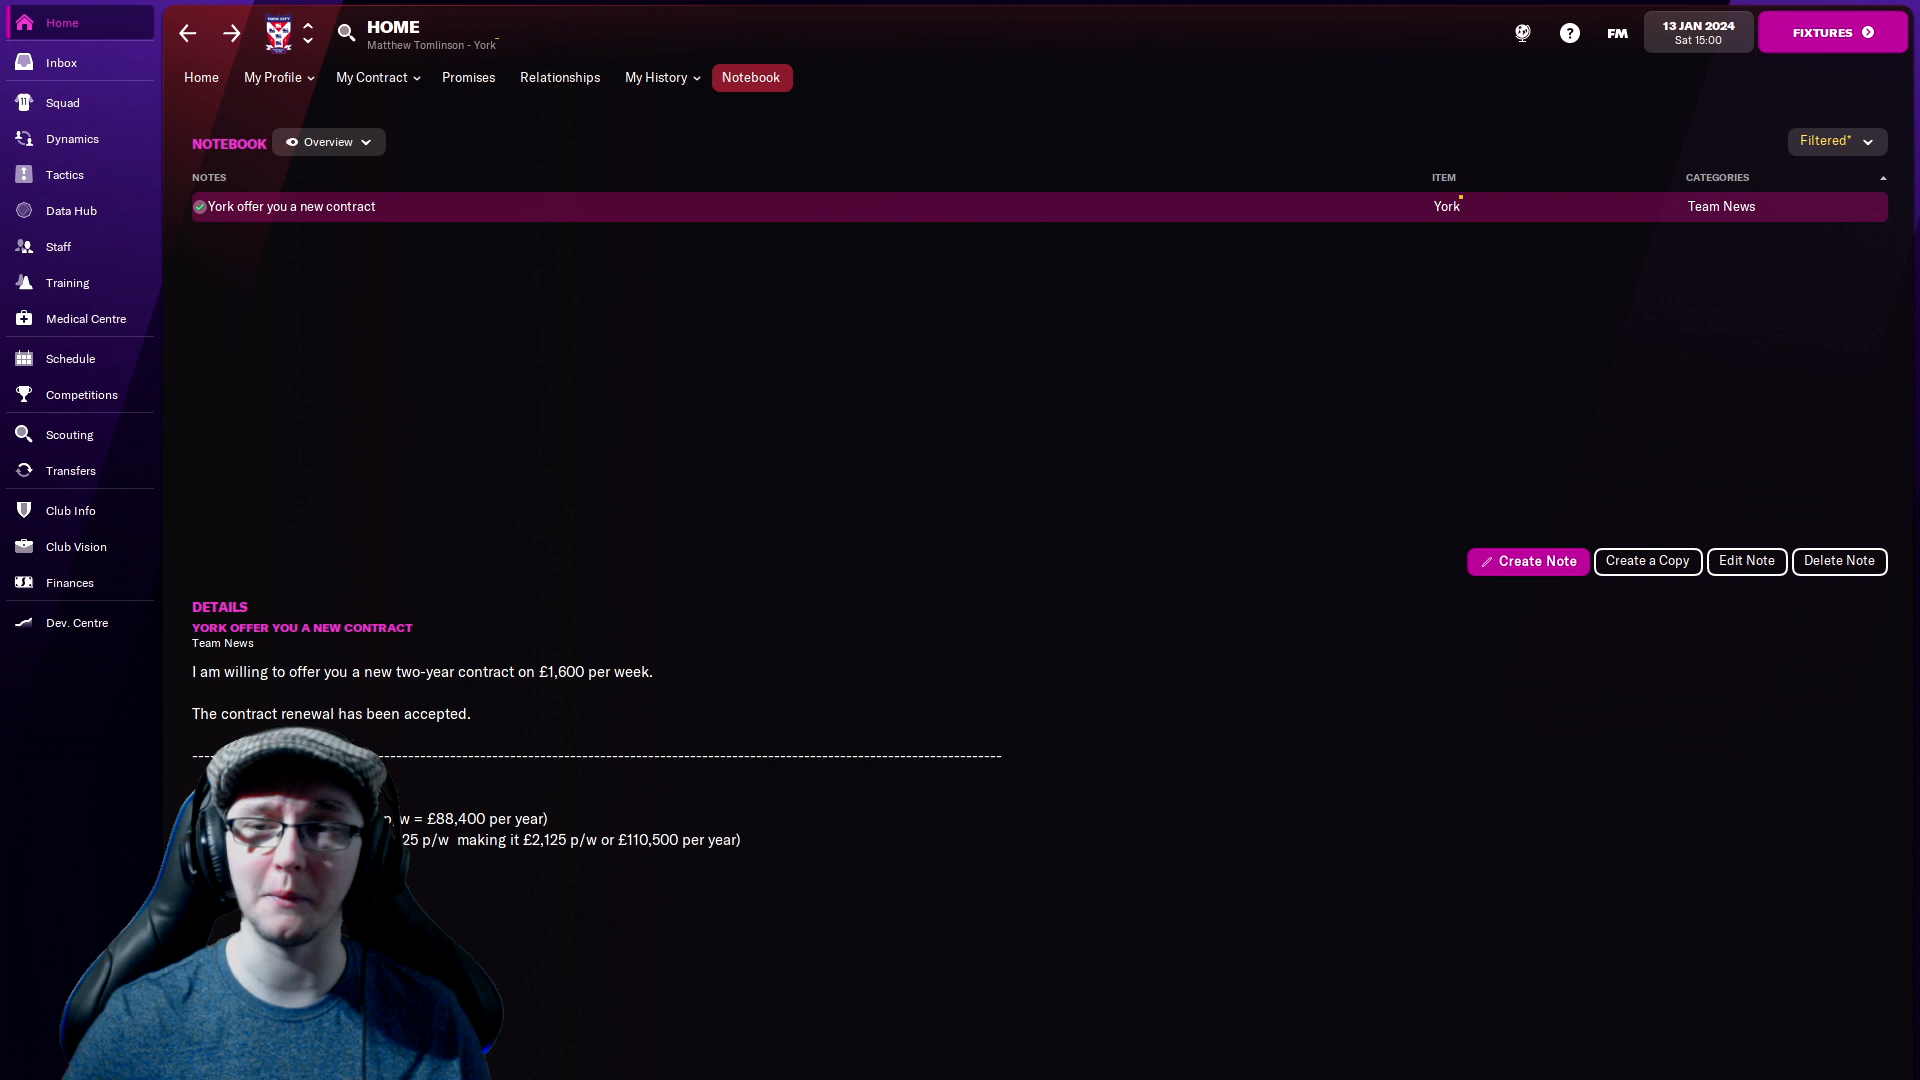 Home
Inbox
Squad
Dynamics
Tactics
Data Hub
Staff
Training
Medical Centre
Schedule
Competitions
Scouting
Transfers
Club Info
Club Vision
Finances
Dev. Centre
HOME
Matthew Tomlinson - York
FM
13 JAN 2024
Sat 15:00
FIXTURES
Home My Profile My Contract Promises Relationships My History Notebook
NOTEBOOK Overview Filtered*
NOTES ITEM CATEGORIES
York offer you a new contract York Team News
Create Note Create a Copy Edit Note Delete Note
DETAILS
YORK OFFER YOU A NEW CONTRACT
Team News
I am willing to offer you a new two-year contract on £1,600 per week.
The contract renewal has been accepted.
p/w = £88,400 per year)
25 p/w making it £2,125 p/w or £110,500 per year)